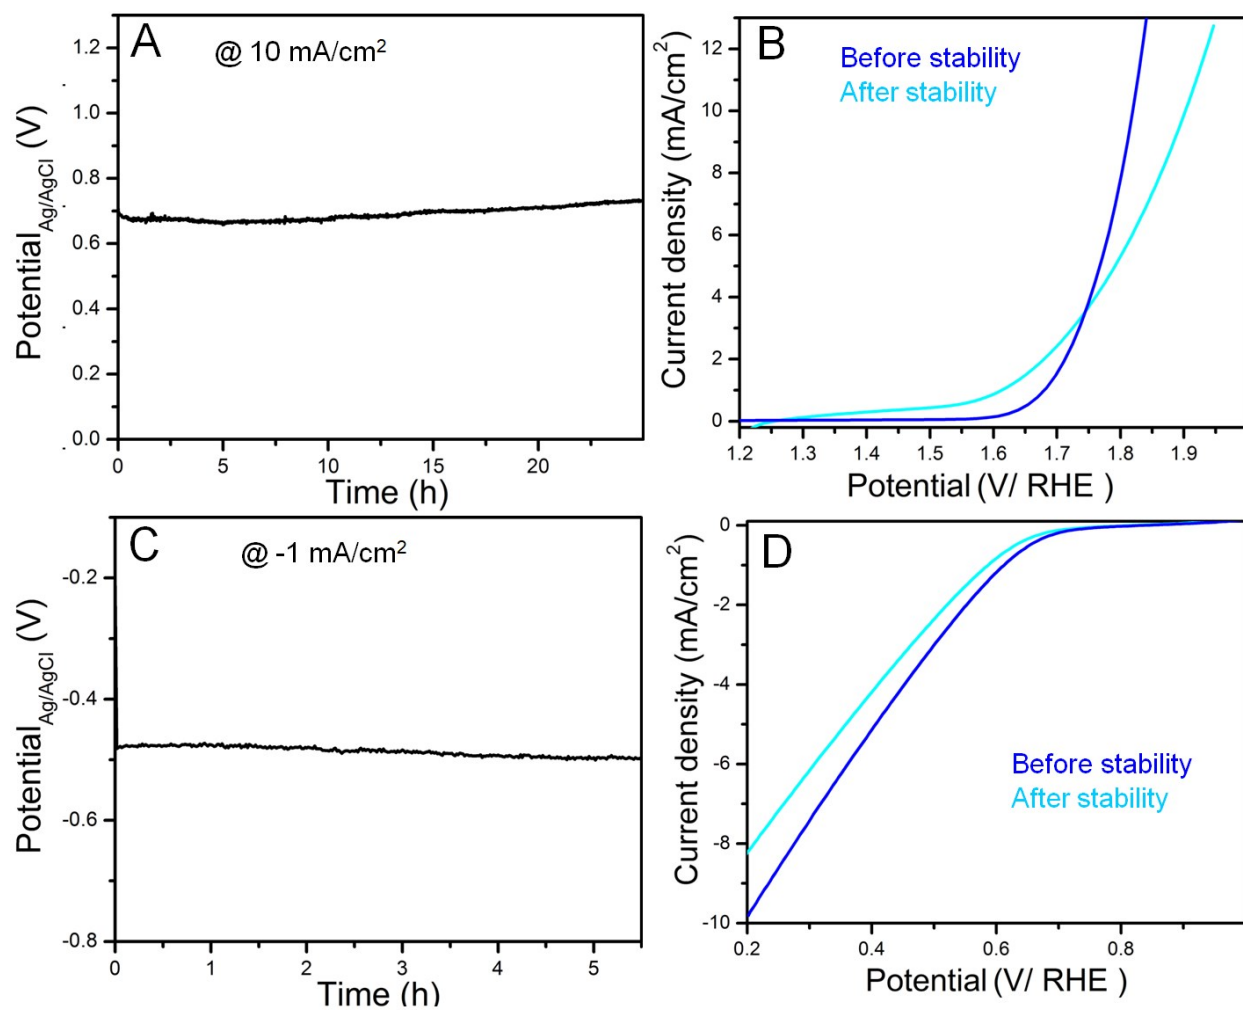 A
@ 10 mA/cm²
Potential Ag/AgCl (V)
1.2
1.0
0.8
0.6
0.4
0.2
0.0
0 5 10 15 20
Time (h)
B
Before stability
After stability
Current density (mA/cm²)
12
10
8
6
4
2
0
1.2 1.3 1.4 1.5 1.6 1.7 1.8 1.9
Potential (V/ RHE )
C
@ -1 mA/cm²
Potential Ag/AgCl (V)
-0.2
-0.4
-0.6
-0.8
0 1 2 3 4 5
Time (h)
D
Current density (mA/cm²)
0
-2
-4
-6
-8
-10
Before stability
After stability
0.2 0.4 0.6 0.8
Potential (V/ RHE )